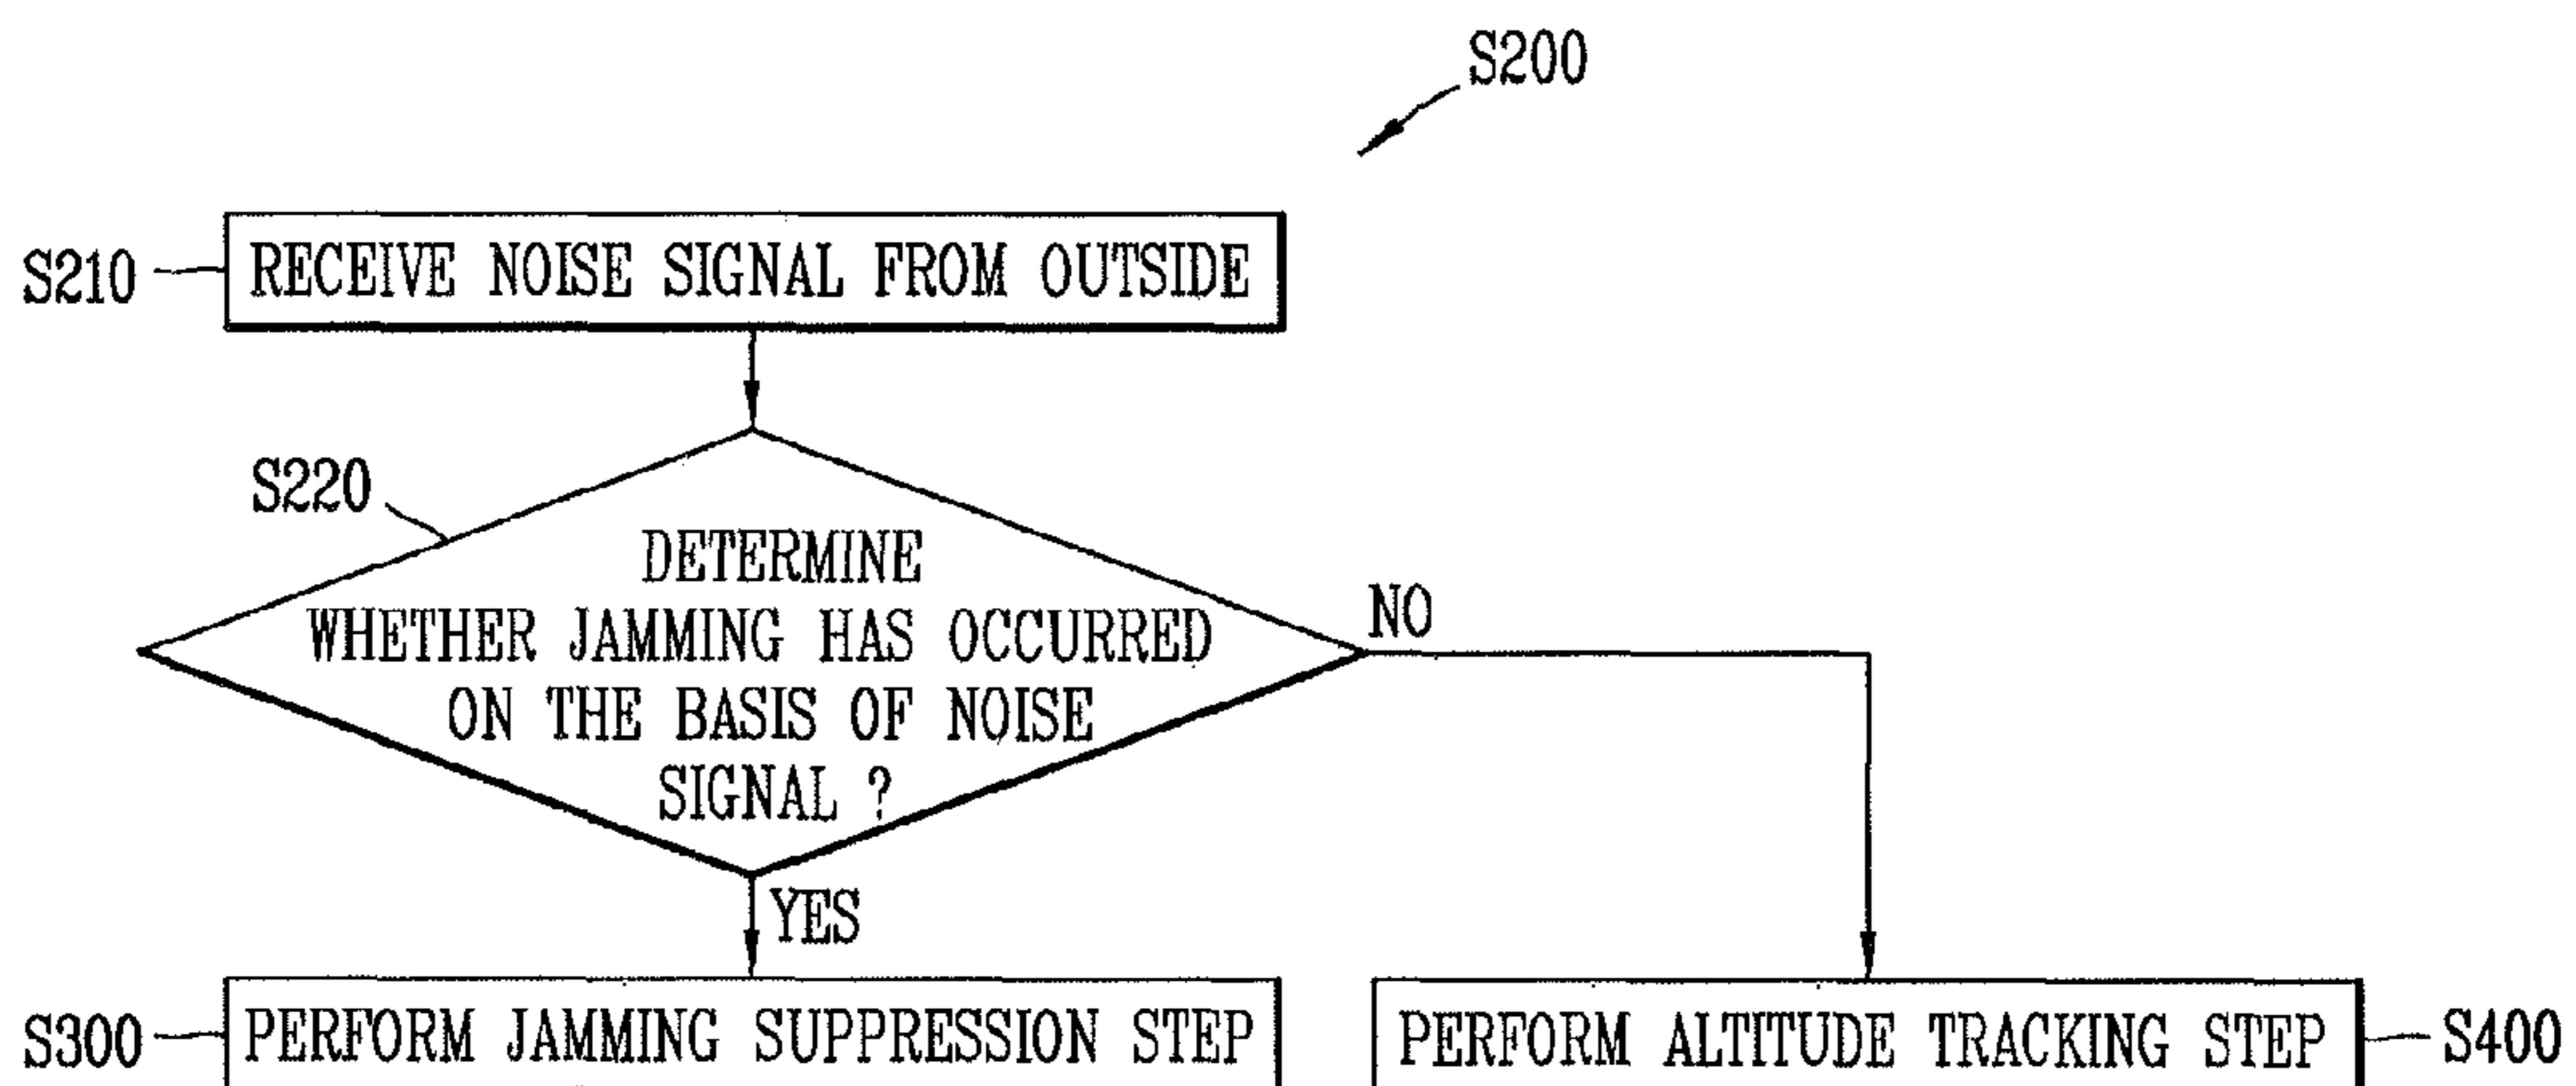 S200
S210
RECEIVE NOISE SIGNAL FROM OUTSIDE
S220
DETERMINE
WHETHER JAMMING HAS OCCURRED
ON THE BASIS OF NOISE
SIGNAL ?
NO
YES
S300
PERFORM JAMMING SUPPRESSION STEP
PERFORM ALTITUDE TRACKING STEP
S400